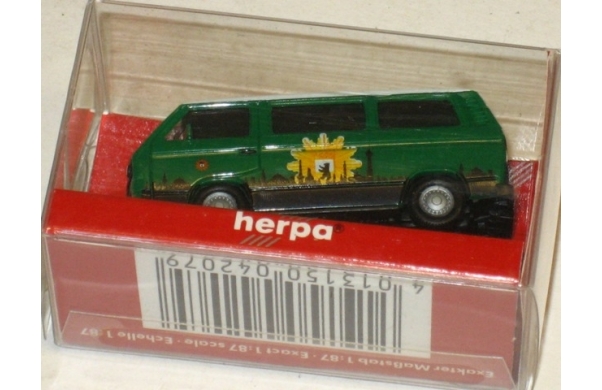 herpa®
4 013150 042079
Exakter Maßstab 1:87 · Exact 1:87 scale · Echelle 1/87